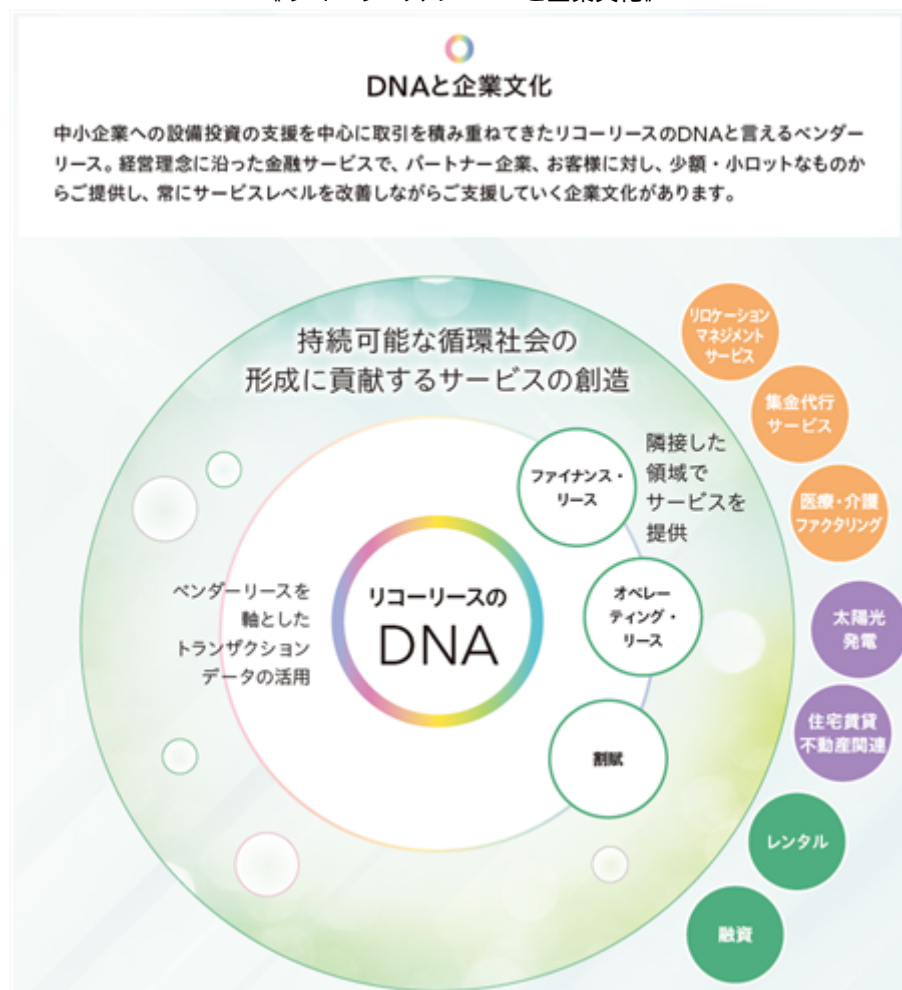 DNAと企業文化
中小企業への設備投資の支援を中心に取引を積み重ねてきたリコーリースのDNAと言えるベンダー
リース。経営理念に沿った金融サービスで、パートナー企業、お客様に対し、少額・小ロットなものか
らご提供し、常にサービスレベルを改善しながらご支援していく企業文化があります。
持続可能な循環社会の
形成に貢献するサービスの創造
リロケーション
マネジメント
サービス
集金代行
サービス
医療・介護
ファクタリング
太陽光
発電
住宅賃貸
不動産関連
レンタル
融資
隣接した
領域で
サービスを
提供
ファイナンス・
リース
オペレー
ティング・
リース
割賦
リコーリースの
DNA
ベンダーリースを
軸とした
トランザクション
データの活用